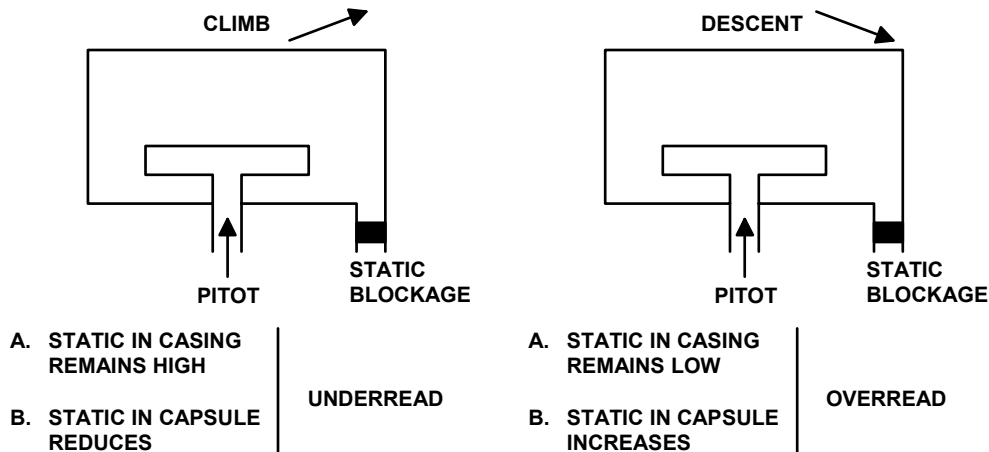 CLIMB
PITOT
STATIC
BLOCKAGE
A. STATIC IN CASING
REMAINS HIGH
B. STATIC IN CAPSULE
REDUCES
UNDERREAD
DESCENT
PITOT
STATIC
BLOCKAGE
A. STATIC IN CASING
REMAINS LOW
B. STATIC IN CAPSULE
INCREASES
OVERREAD